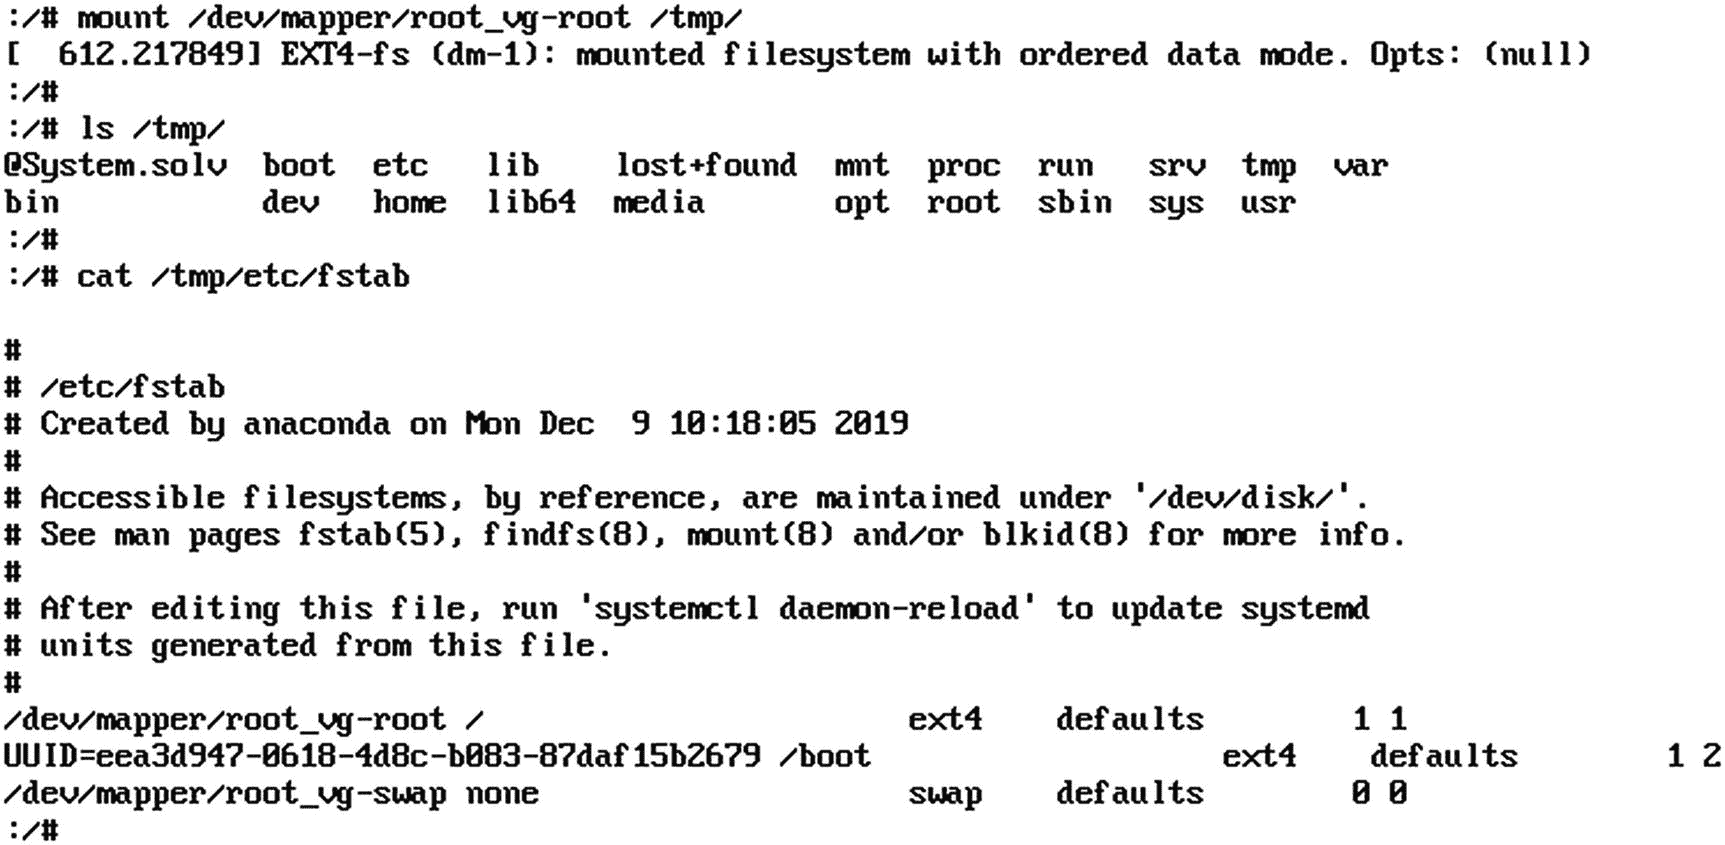 :/# mount /dev/mapper/root_vg-root /tmp/
[  612.217849] EXT4-fs (dm-1): mounted filesystem with ordered data mode. Opts: (null)
:/#
:/# ls /tmp/
@System.solv  boot  etc   lib    lost+found  mnt  proc  run   srv  tmp  var
bin           dev   home  lib64  media       opt  root  sbin  sys  usr
:/#
:/# cat /tmp/etc/fstab
#
# /etc/fstab
# Created by anaconda on Mon Dec  9 10:18:05 2019
#
# Accessible filesystems, by reference, are maintained under '/dev/disk/'.
# See man pages fstab(5), findfs(8), mount(8) and/or blkid(8) for more info.
#
# After editing this file, run 'systemctl daemon-reload' to update systemd
# units generated from this file.
#
/dev/mapper/root_vg-root /                       ext4    defaults        1 1
UUID=eea3d947-0618-4d8c-b083-87daf15b2679 /boot                   ext4    defaults        1 2
/dev/mapper/root_vg-swap none                    swap    defaults        0 0
:/#